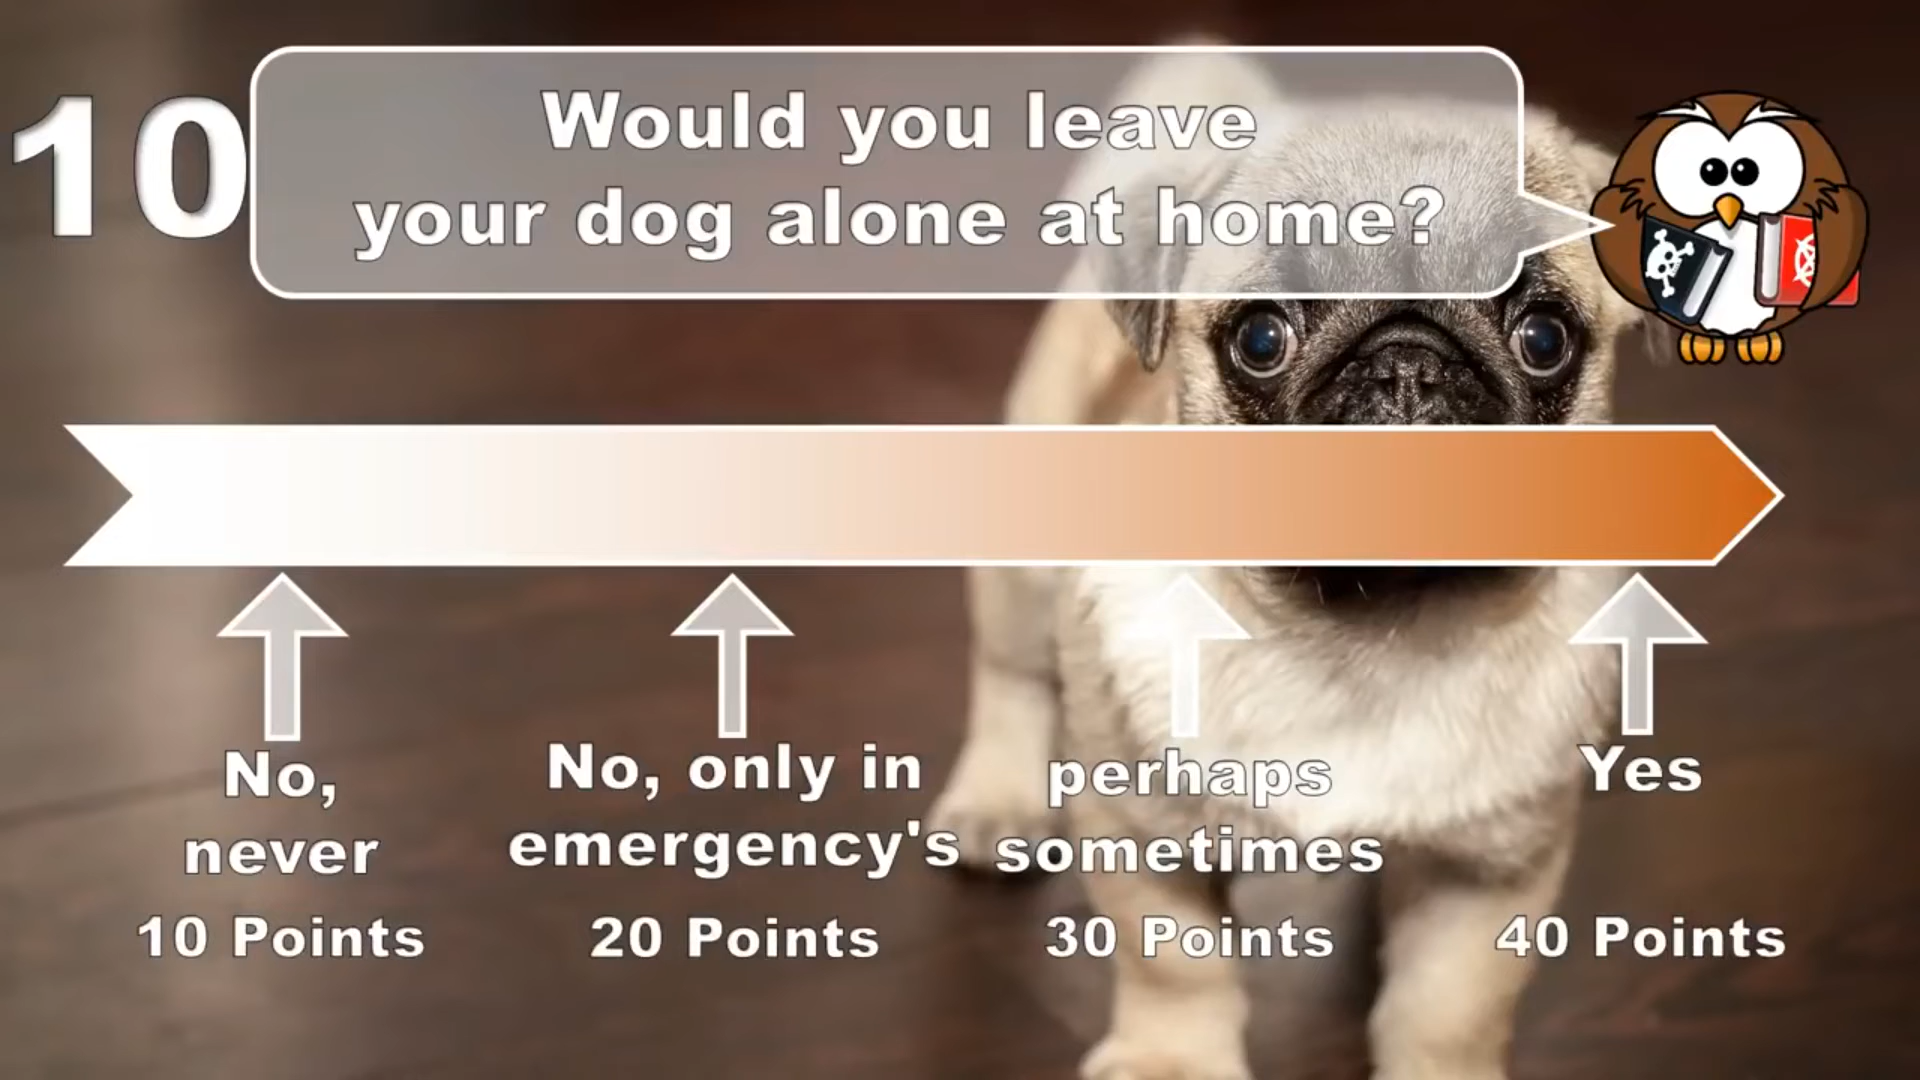 10
Would you leave
your dog alone at home?
No,
never
10 Points
No, only in
emergency's
20 Points
perhaps
sometimes
30 Points
Yes
40 Points